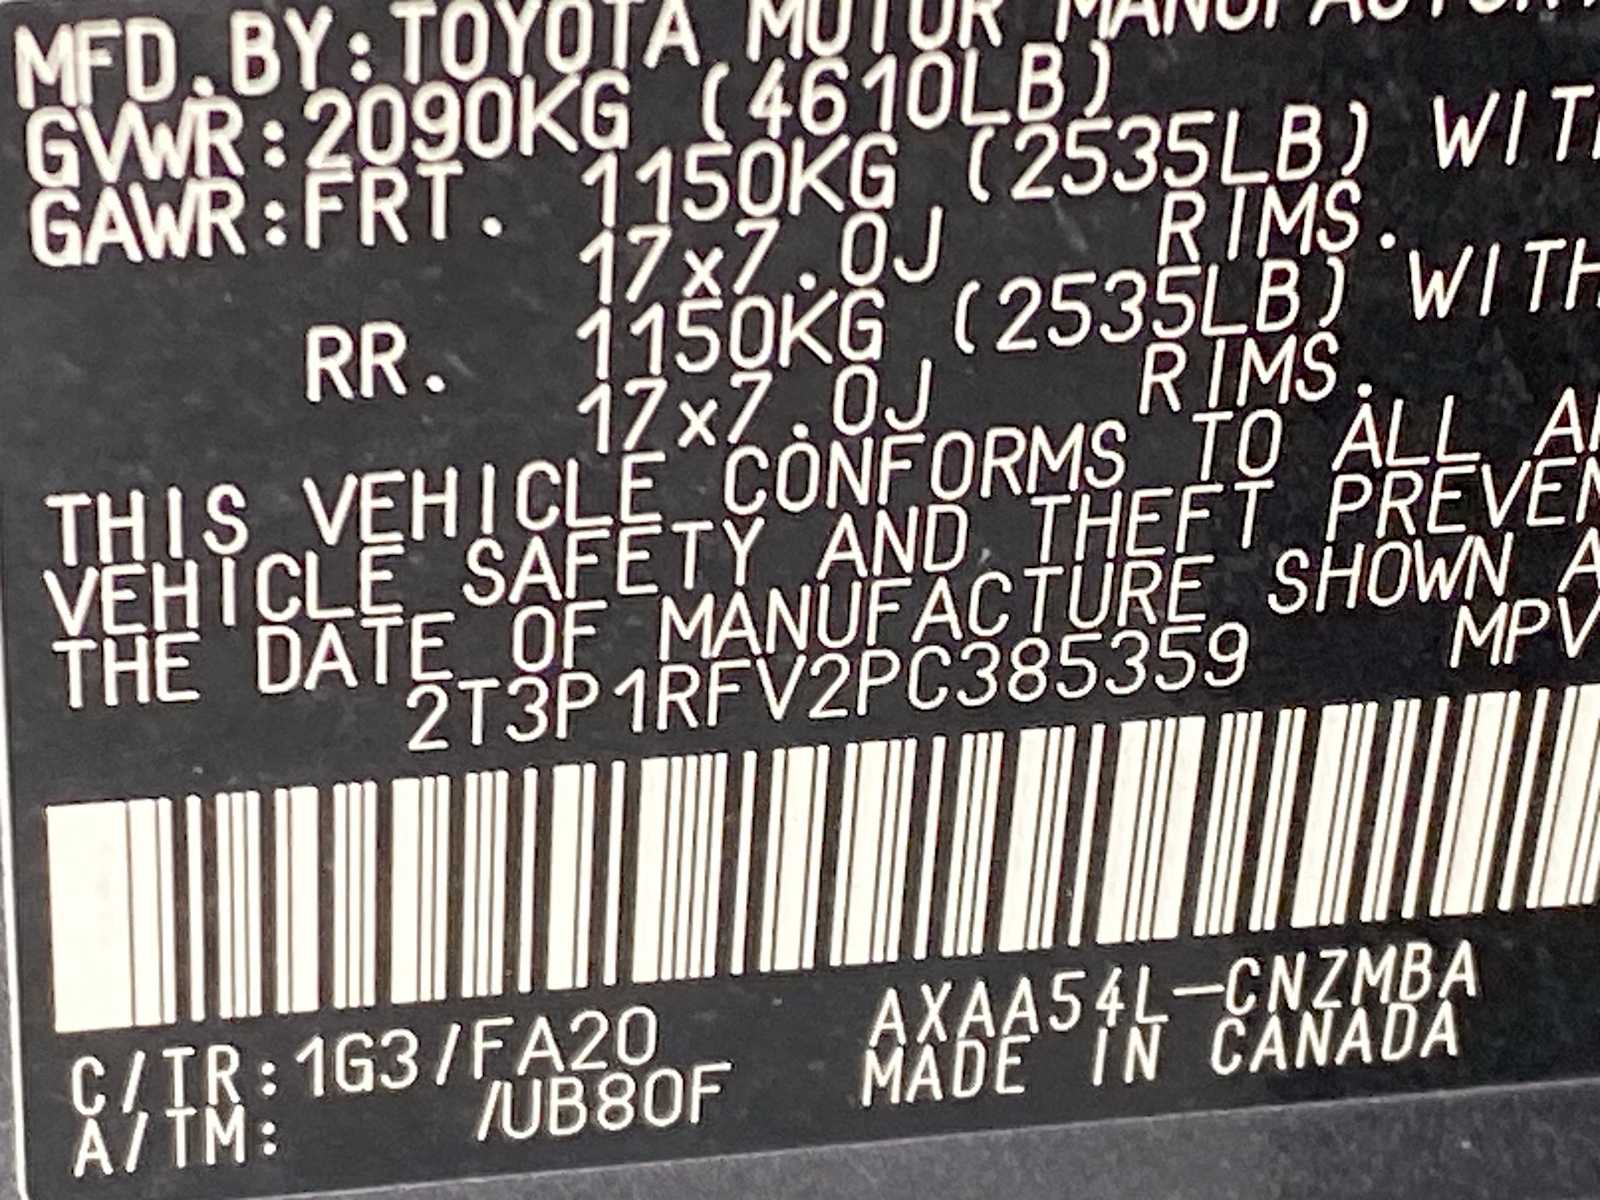 MFD.BY:TOYOTA MOTOR
GVWR:2090KG (4610LB)
GAWR:FRT. 1150KG (2535LB)
17x7.0J RIMS.
RR. 1150KG (2535LB) WITH
17x7.0J RIMS.
THIS VEHICLE CONFORMS TO ALL
VEHICLE SAFETY AND THEFT
THE DATE OF MANUFACTURE SHOWN
2T3P1RFV2PC385359 MPV
C/TR:1G3/FA20 AXAA54L-CNZMBA
A/TM: /UB80F MADE IN CANADA